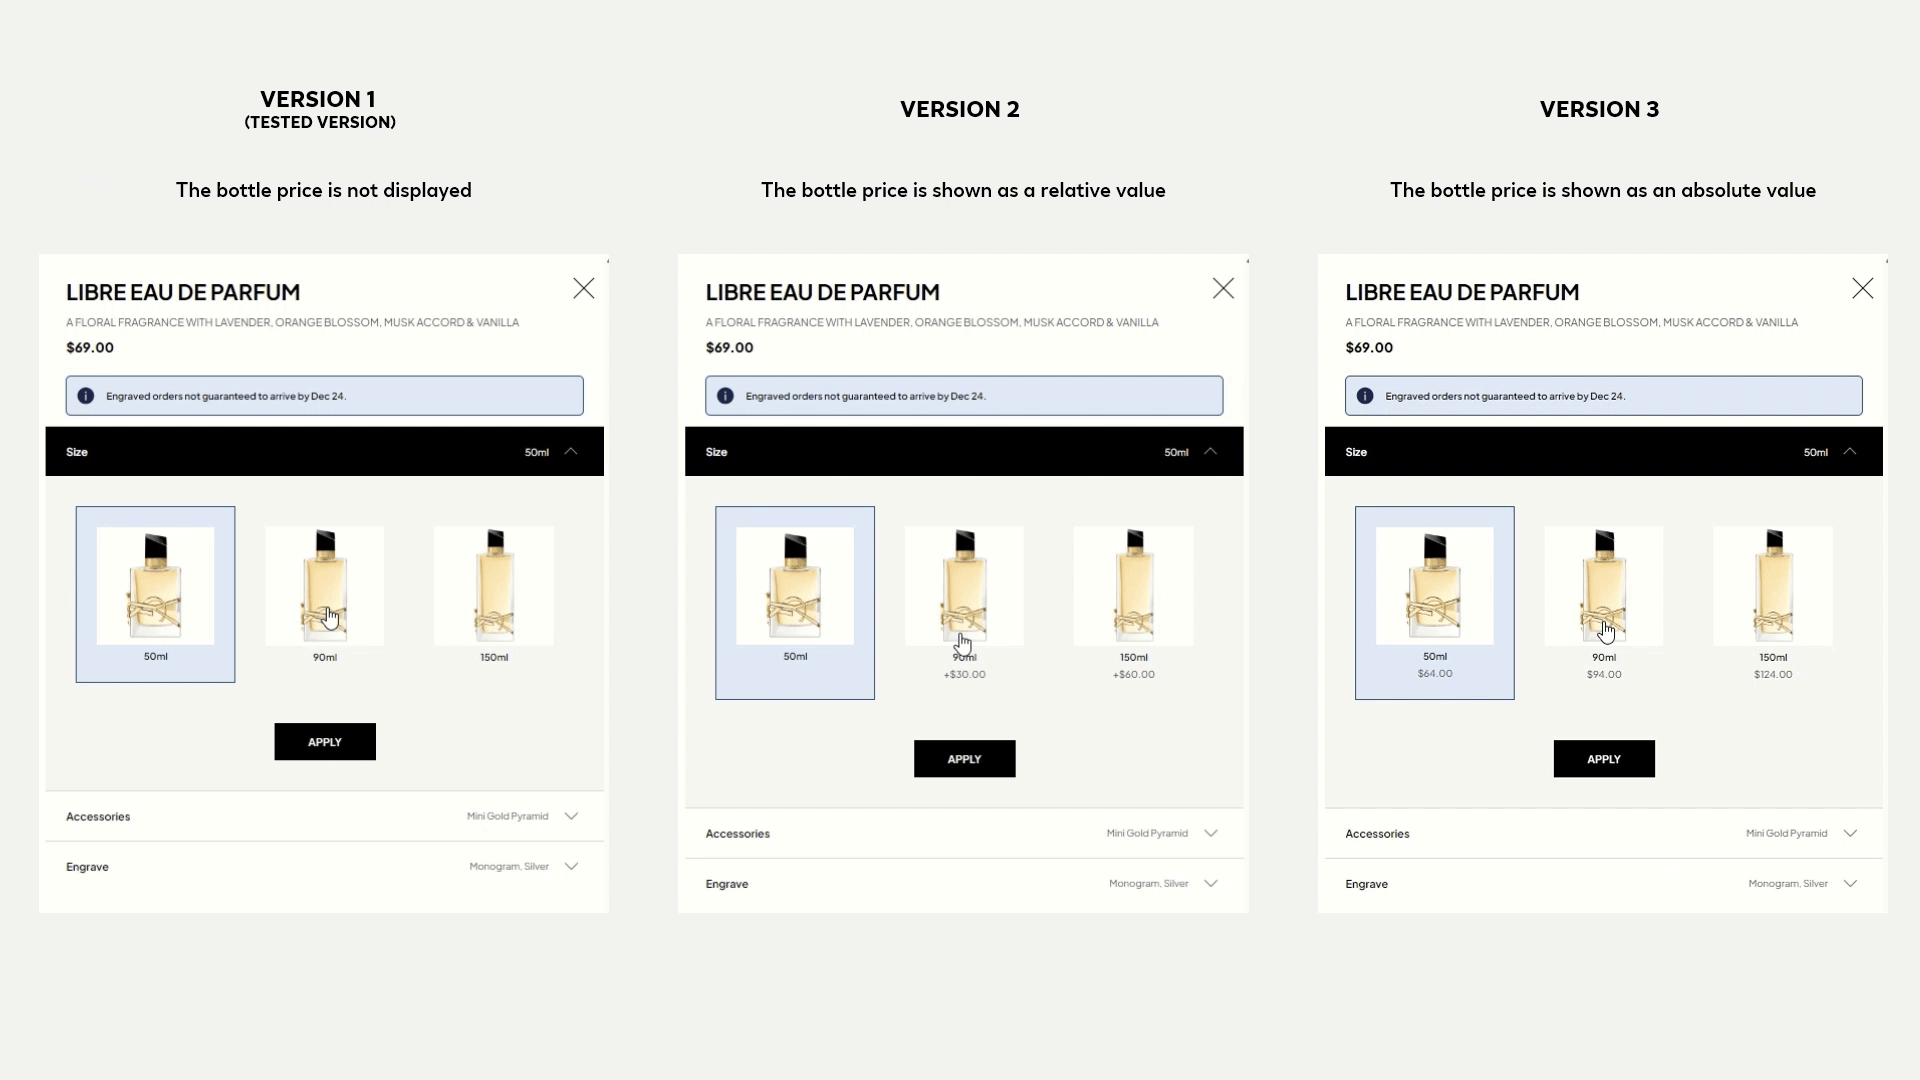 VERSION 1
(TESTED VERSION)
The bottle price is not displayed
LIBRE EAU DE PARFUM
A FLORAL FRAGRANCE WITH LAVENDER, ORANGE BLOSSOM, MUSK ACCORD & VANILLA
$69.00
Engraved orders not guaranteed to arrive by Dec 24.
Size 50ml
50ml 90ml 150ml
APPLY
Accessories Mini Gold Pyramid
Engrave Monogram, Silver
VERSION 2
The bottle price is shown as a relative value
LIBRE EAU DE PARFUM
A FLORAL FRAGRANCE WITH LAVENDER, ORANGE BLOSSOM, MUSK ACCORD & VANILLA
$69.00
Engraved orders not guaranteed to arrive by Dec 24.
Size 50ml
50ml 90ml 150ml
+$30.00 +$60.00
APPLY
Accessories Mini Gold Pyramid
Engrave Monogram, Silver
VERSION 3
The bottle price is shown as an absolute value
LIBRE EAU DE PARFUM
A FLORAL FRAGRANCE WITH LAVENDER, ORANGE BLOSSOM, MUSK ACCORD & VANILLA
$69.00
Engraved orders not guaranteed to arrive by Dec 24.
Size 50ml
50ml 90ml 150ml
$64.00 $94.00 $124.00
APPLY
Accessories Mini Gold Pyramid
Engrave Monogram, Silver